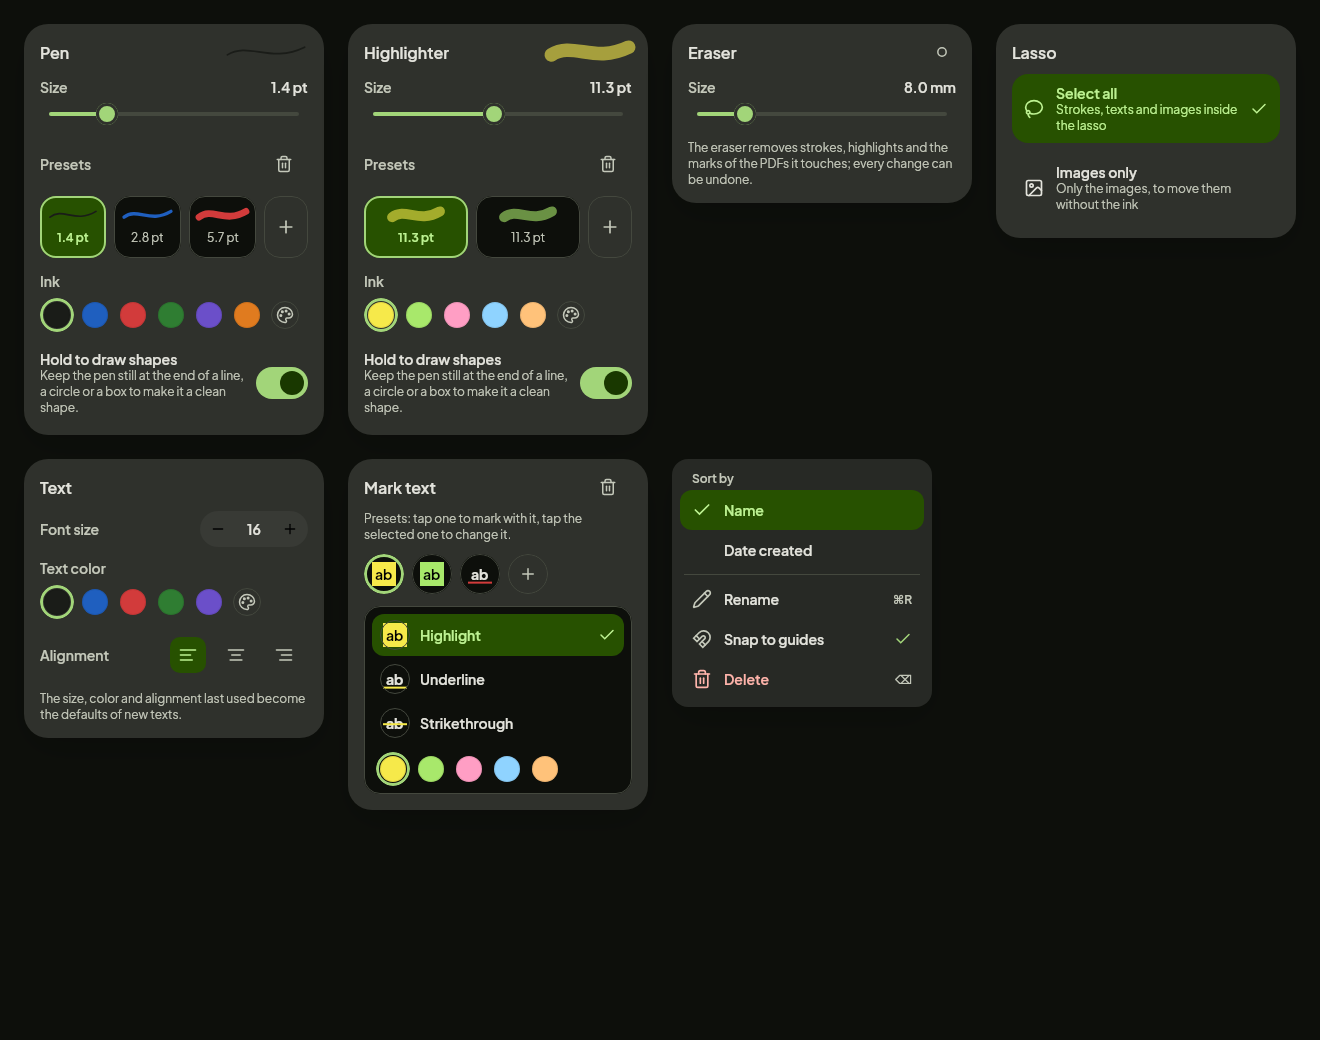 Pen
Size 1.4 pt
Presets
1.4 pt 2.8 pt 5.7 pt
Ink
Hold to draw shapes
Keep the pen still at the end of a line,
a circle or a box to make it a clean
shape.
Highlighter
Size 11.3 pt
Presets
11.3 pt 11.3 pt
Ink
Hold to draw shapes
Keep the pen still at the end of a line,
a circle or a box to make it a clean
shape.
Eraser
Size 8.0 mm
The eraser removes strokes, highlights and the
marks of the PDFs it touches; every change can
be undone.
Lasso
Select all
Strokes, texts and images inside
the lasso
Images only
Only the images, to move them
without the ink
Text
Font size − 16 +
Text color
Alignment
The size, color and alignment last used become
the defaults of new texts.
Mark text
Presets: tap one to mark with it, tap the
selected one to change it.
ab ab ab
ab Highlight
ab Underline
ab Strikethrough
Sort by
Name
Date created
Rename ⌘R
Snap to guides
Delete ⌫